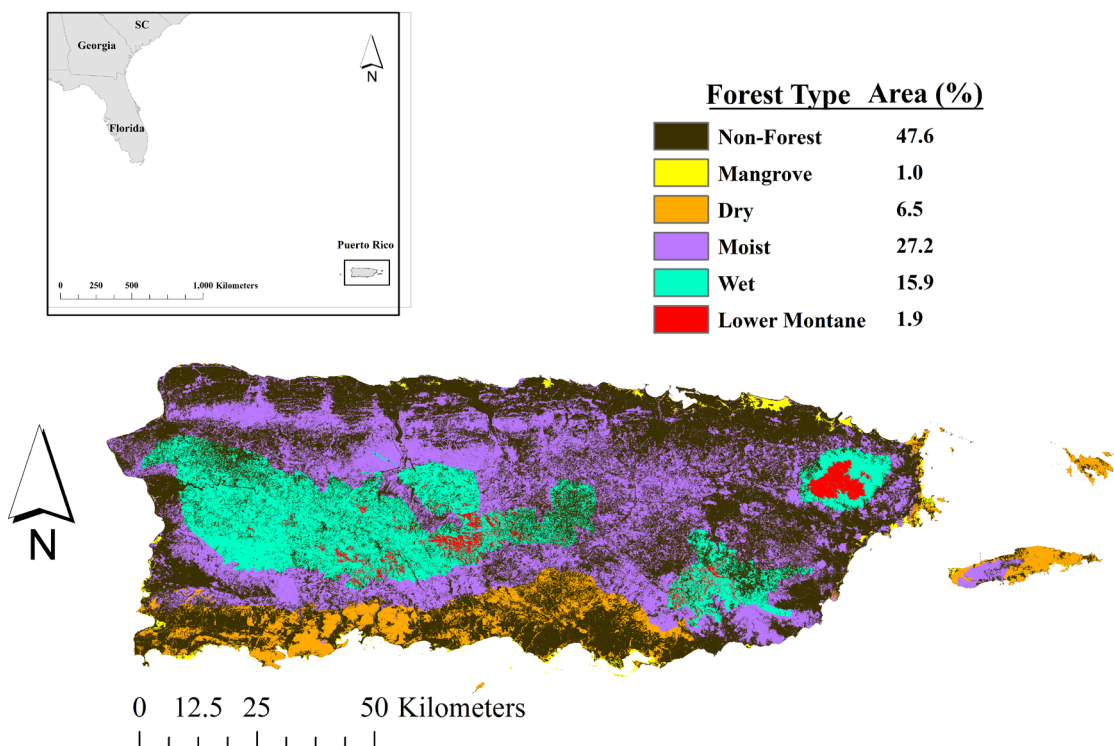 SC
Georgia
N
Florida
Puerto Rico
0 250 500 1,000 Kilometers
Forest Type Area (%)
Non-Forest 47.6
Mangrove 1.0
Dry 6.5
Moist 27.2
Wet 15.9
Lower Montane 1.9
N
0 12.5 25 50 Kilometers